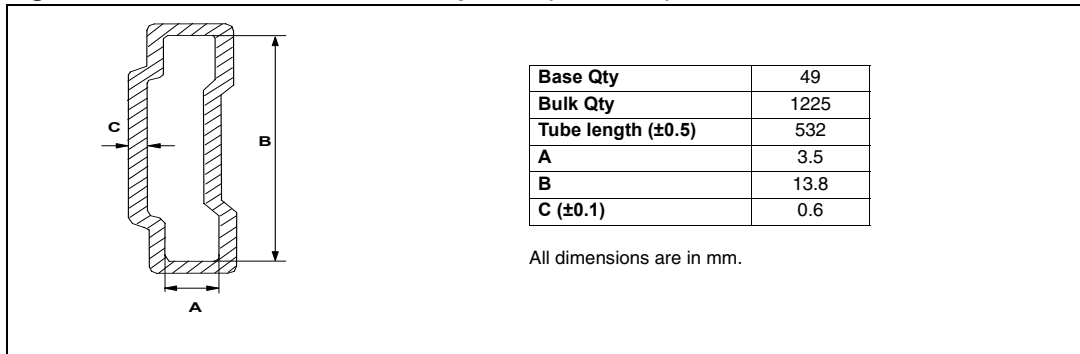 C
B
A
Base Qty 49
Bulk Qty 1225
Tube length (±0.5) 532
A 3.5
B 13.8
C (±0.1) 0.6
All dimensions are in mm.